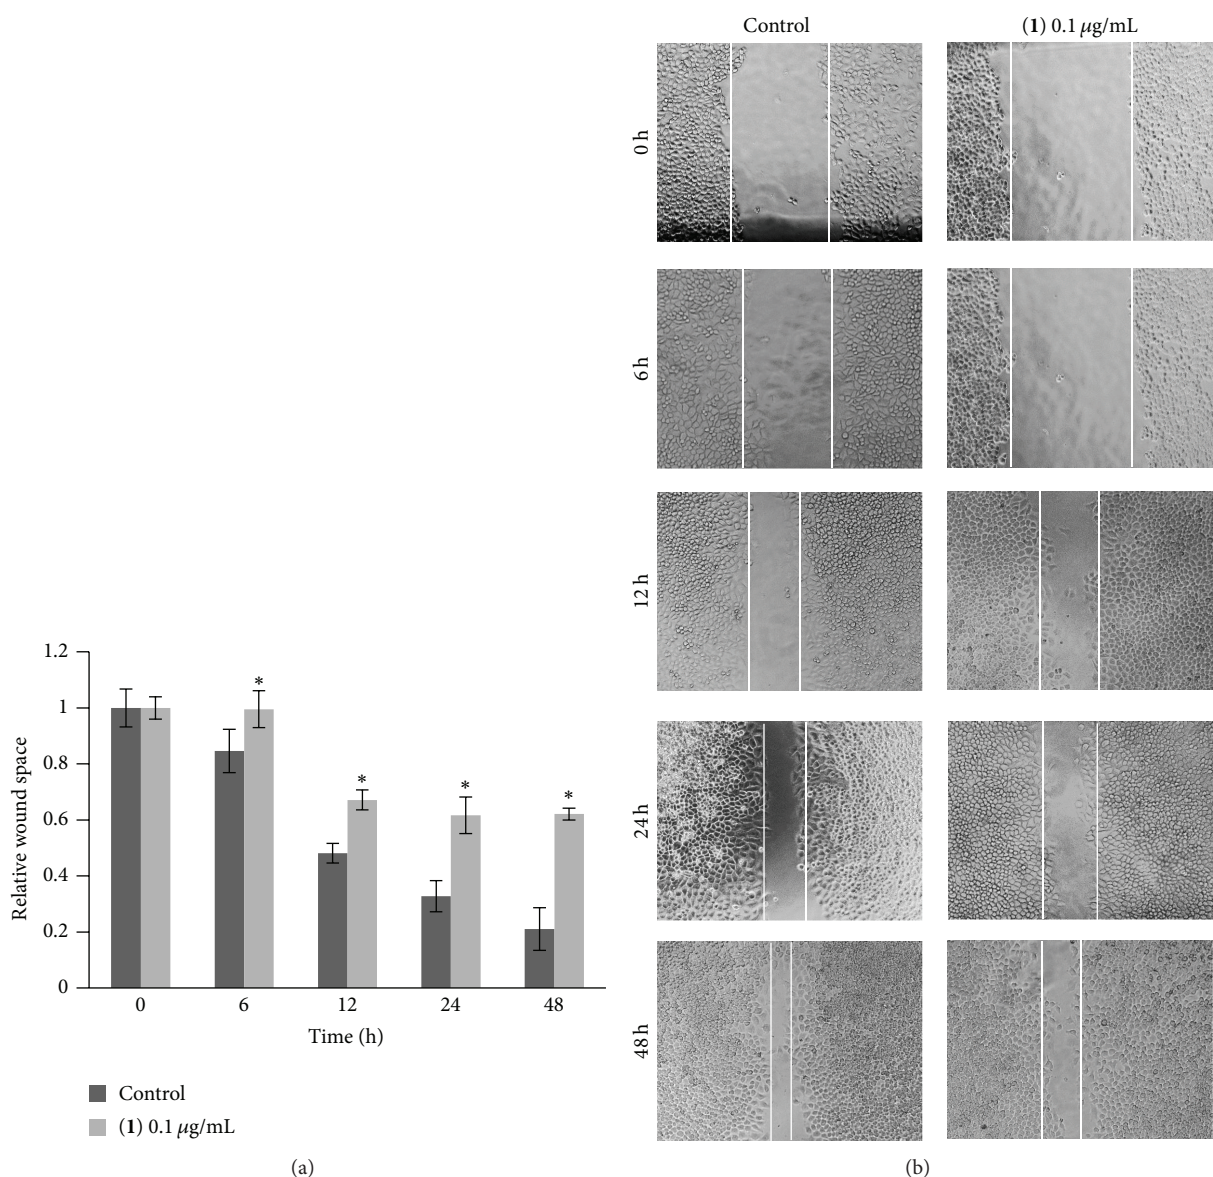 Control
(1) 0.1 μg/mL
0 h
6 h
12 h
24 h
48 h
1.2
1
0.8
0.6
0.4
0.2
0
Relative wound space
*
*
*
*
0
6
12
24
48
Time (h)
Control
(1) 0.1 μg/mL
(a)
(b)